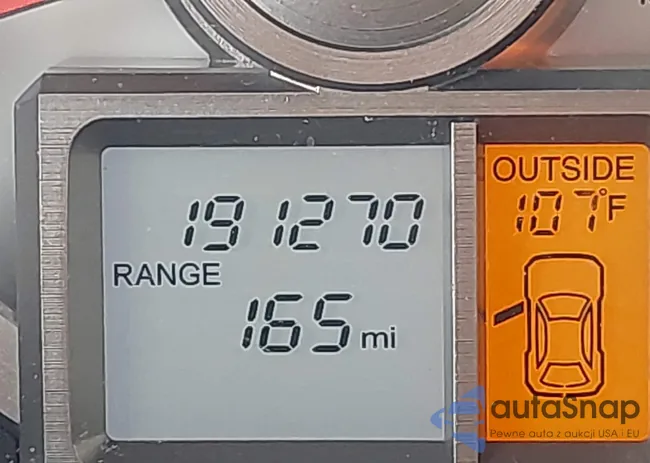 191270
RANGE
165 mi
OUTSIDE
107°F
autaSnap
Pewne auta z aukcji USA i EU